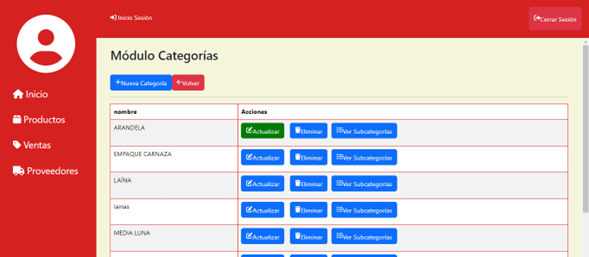 Inicio Sesión
Cerrar Sesión
Inicio
Productos
Ventas
Proveedores
Módulo Categorías
Nueva Categoría
Volver
nombre Acciones
ARANDELA Actualizar Eliminar Ver Subcategorías
EMPAQUE CARNAZA Actualizar Eliminar Ver Subcategorías
LAÍNA Actualizar Eliminar Ver Subcategorías
lainas Actualizar Eliminar Ver Subcategorías
MEDIA LUNA Actualizar Eliminar Ver Subcategorías